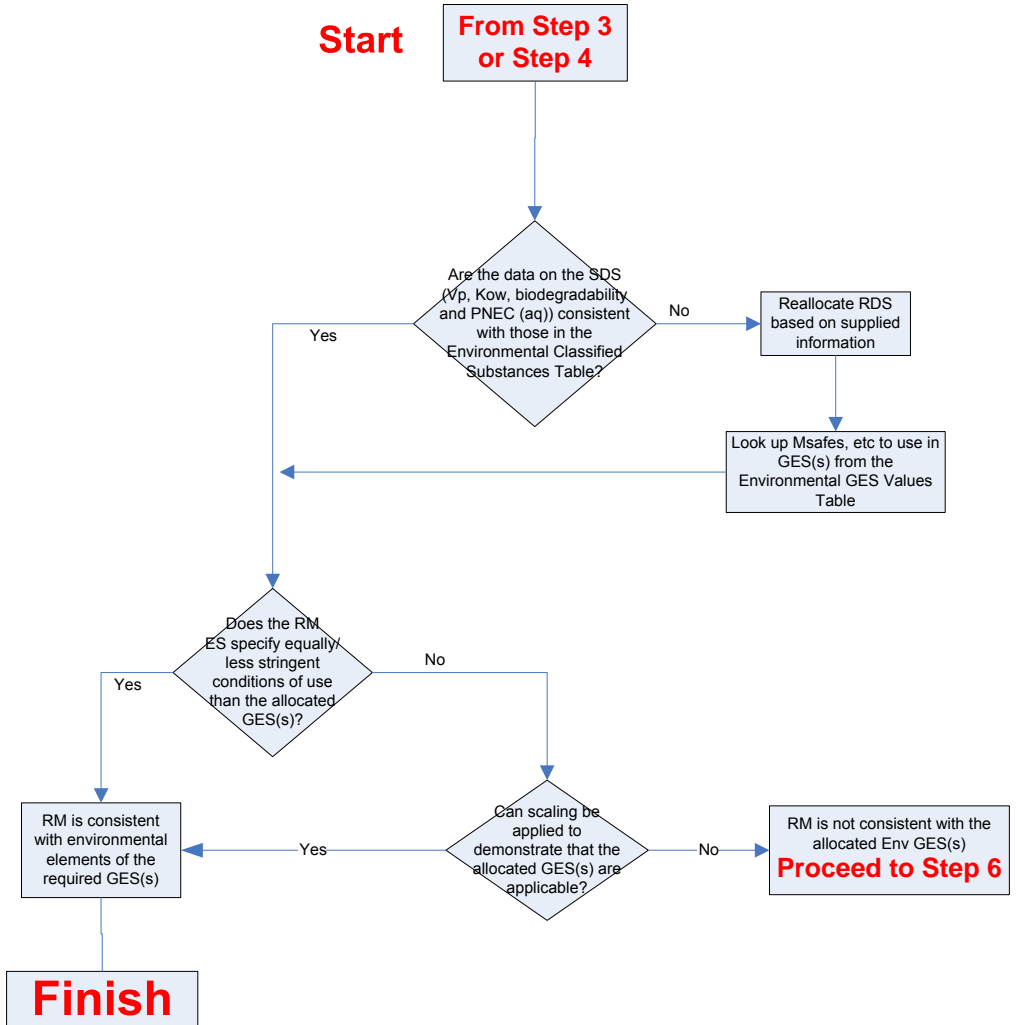 Start
From Step 3
or Step 4
Are the data on the SDS
(Vp, Kow, biodegradability
and PNEC (aq)) consistent
with those in the
Environmental Classified
Substances Table?
Yes
No
Reallocate RDS
based on supplied
information
Look up Msafes, etc to use in
GES(s) from the
Environmental GES Values
Table
Does the RM
ES specify equally/
less stringent
conditions of use
than the allocated
GES(s)?
Yes
No
RM is consistent
with environmental
elements of the
required GES(s)
Yes
Can scaling be
applied to
demonstrate that the
allocated GES(s) are
applicable?
No
RM is not consistent with the
allocated Env GES(s)
Proceed to Step 6
Finish